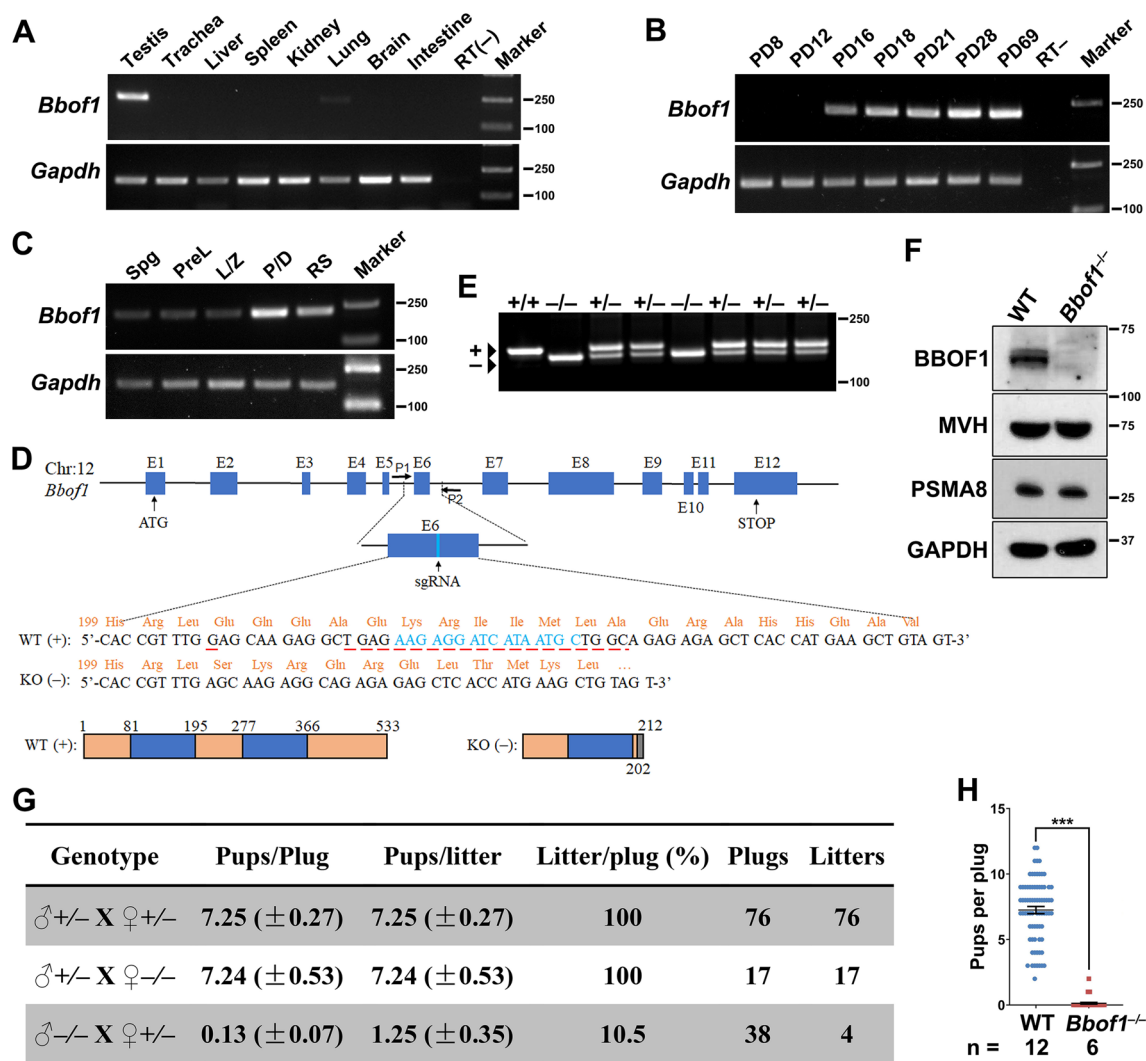 A
Testis Trachea Liver Spleen Kidney Lung Brain Intestine RT(–) Marker
Bbof1
250
100
Gapdh
250
100
B
PD8 PD12 PD16 PD18 PD21 PD28 PD69 RT– Marker
Bbof1
250
Gapdh
250
100
C
Spg PreL L/Z P/D RS Marker
Bbof1
250
100
Gapdh
250
100
E
+/+ –/– +/– +/– –/– +/– +/– +/–
250
+
–
100
F
WT Bbof1–/–
75
BBOF1
100
MVH
75
PSMA8
25
37
GAPDH
D
Chr:12
Bbof1
E1 E2 E3 E4 E5 P1 E6 E7 E8 E9 E11 E12
P2
ATG
E10
STOP
E6
sgRNA
199 His Arg Leu Glu Gln Glu Ala Glu Lys Arg Ile Ile Met Leu Ala Glu Arg Ala His His Glu Ala Val
WT (+): 5’-CAC CGT TTG GAG CAA GAG GCT GAG AAG AGG ATC ATA ATG CTG GCA GAG AGA GCT CAC CAT GAA GCT GTA GT-3’
199 His Arg Leu Ser Lys Arg Gln Arg Glu Leu Thr Met Lys Leu ...
KO (–): 5’-CAC CGT TTG AGC AAG AGG CAG AGA GAG CTC ACC ATG AAG CTG TAG T-3’
1 81 195 277 366 533
WT (+):
212
KO (–):
202
G
Genotype Pups/Plug Pups/litter Litter/plug (%) Plugs Litters
♂+/– X ♀+/– 7.25 (±0.27) 7.25 (±0.27) 100 76 76
♂+/– X ♀–/– 7.24 (±0.53) 7.24 (±0.53) 100 17 17
♂–/– X ♀+/– 0.13 (±0.07) 1.25 (±0.35) 10.5 38 4
H
Pups per plug
15
10
5
0
***
WT Bbof1–/–
n = 12 6